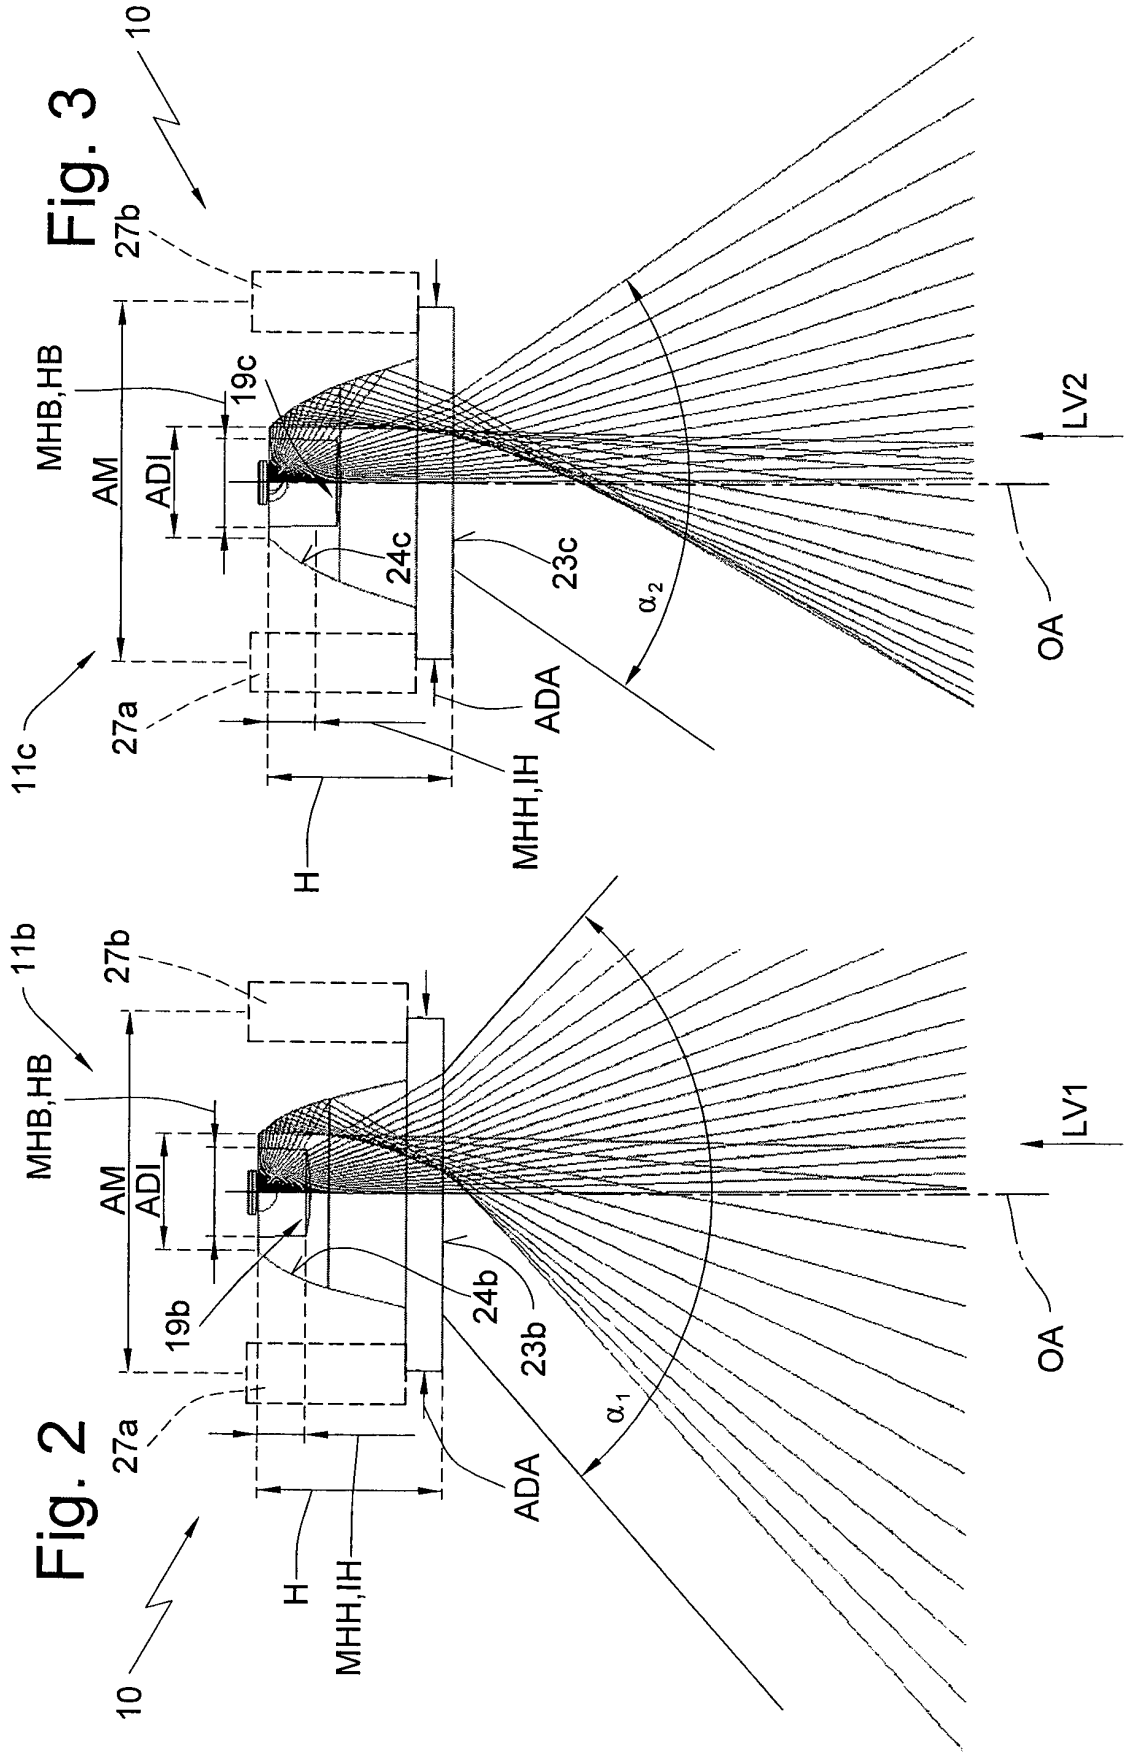 Fig. 2
10
11b
MHB,HB
AM
ADI
27a
27b
19b
24b
23b
H
MHH,IH
ADA
α1
OA
LV1
Fig. 3
10
11c
MHB,HB
AM
ADI
27a
27b
19c
24c
23c
H
MHH,IH
ADA
α2
OA
LV2